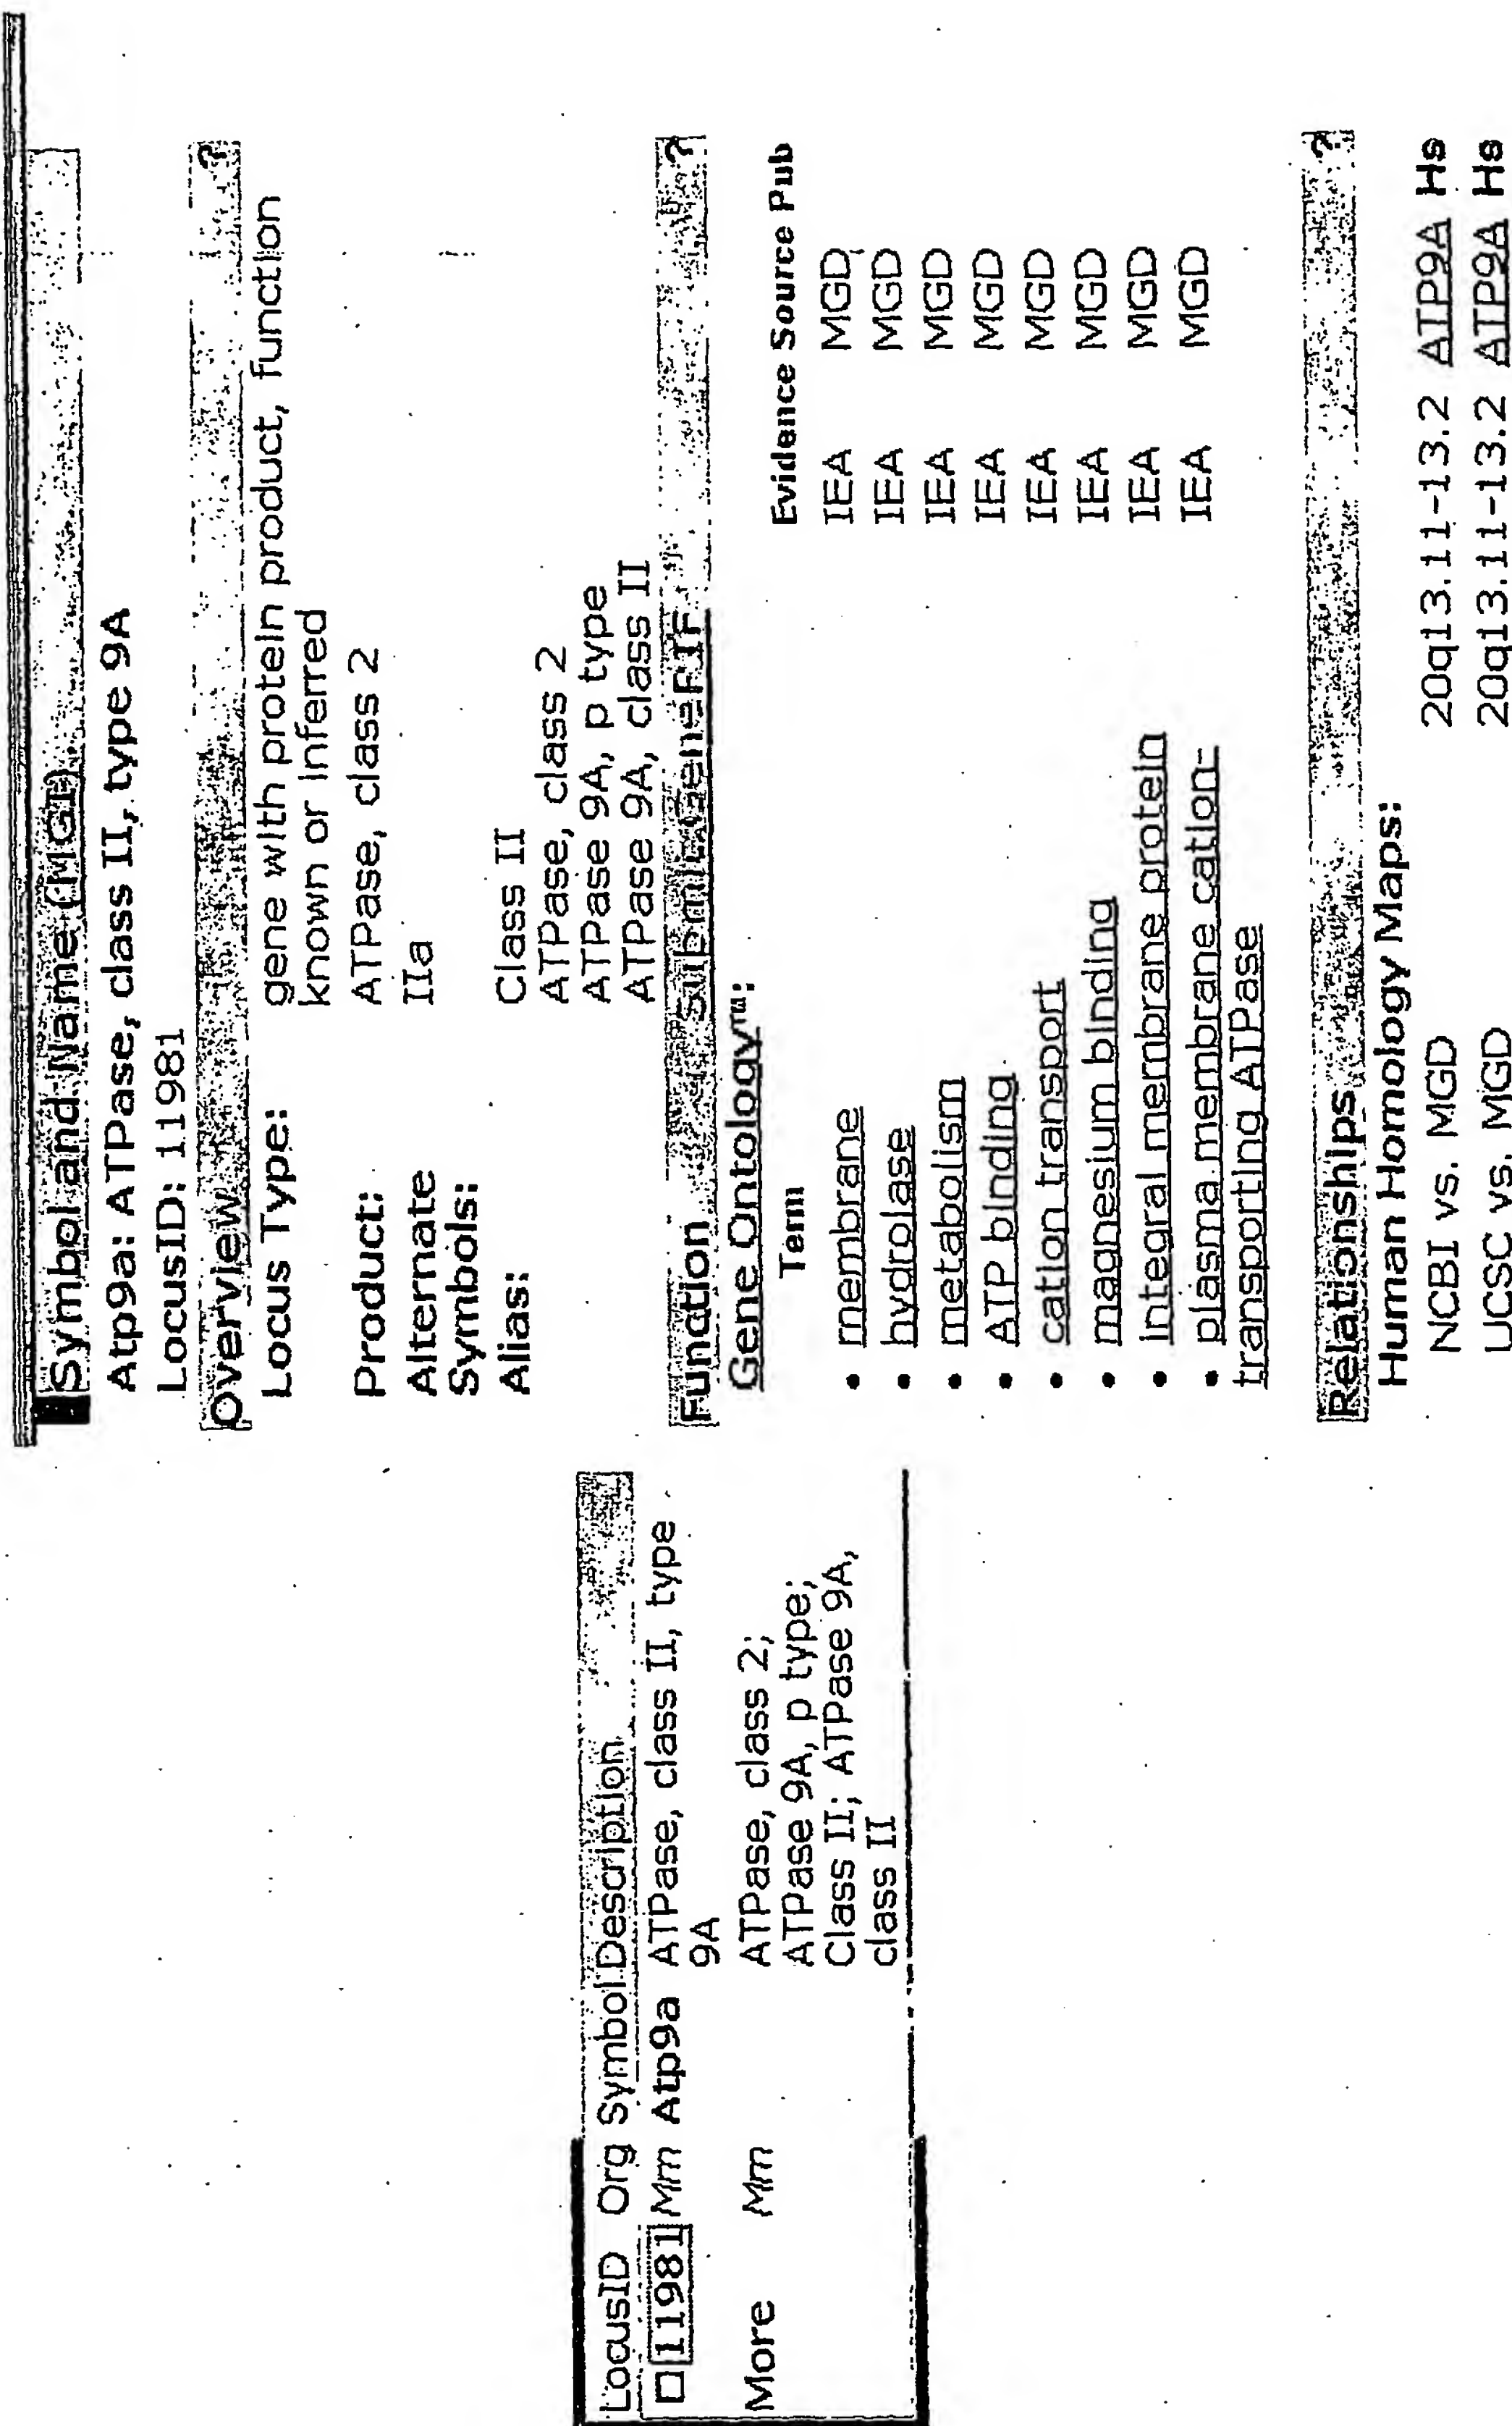 LocusID Org Symbol Description
11981 Mm Atp9a ATPase, class II, type
9A
More Mm ATPase, class 2;
ATPase 9A, p type;
Class II; ATPase 9A,
class II
Symbol and Name (MGI)
Atp9a: ATPase, class II, type 9A
LocusID: 11981
Overview ?
Locus Type: gene with protein product, function
known or inferred
Product: ATPase, class 2
Alternate IIa
Symbols:
Alias: Class II
ATPase, class 2
ATPase 9A, p type
ATPase 9A, class II
Function Submit GeneRIF ?
Gene Ontology™:
Term Evidence Source Pub
• membrane IEA MGD
• hydrolase IEA MGD
• metabolism IEA MGD
• ATP binding IEA MGD
• cation transport IEA MGD
• magnesium binding IEA MGD
• integral membrane protein IEA MGD
• plasma membrane cation- IEA MGD
transporting ATPase
Relationships ?
Human Homology Maps:
NCBI vs. MGD 20q13.11-13.2 ATP9A Hs
UCSC vs. MGD 20q13.11-13.2 ATP9A Hs